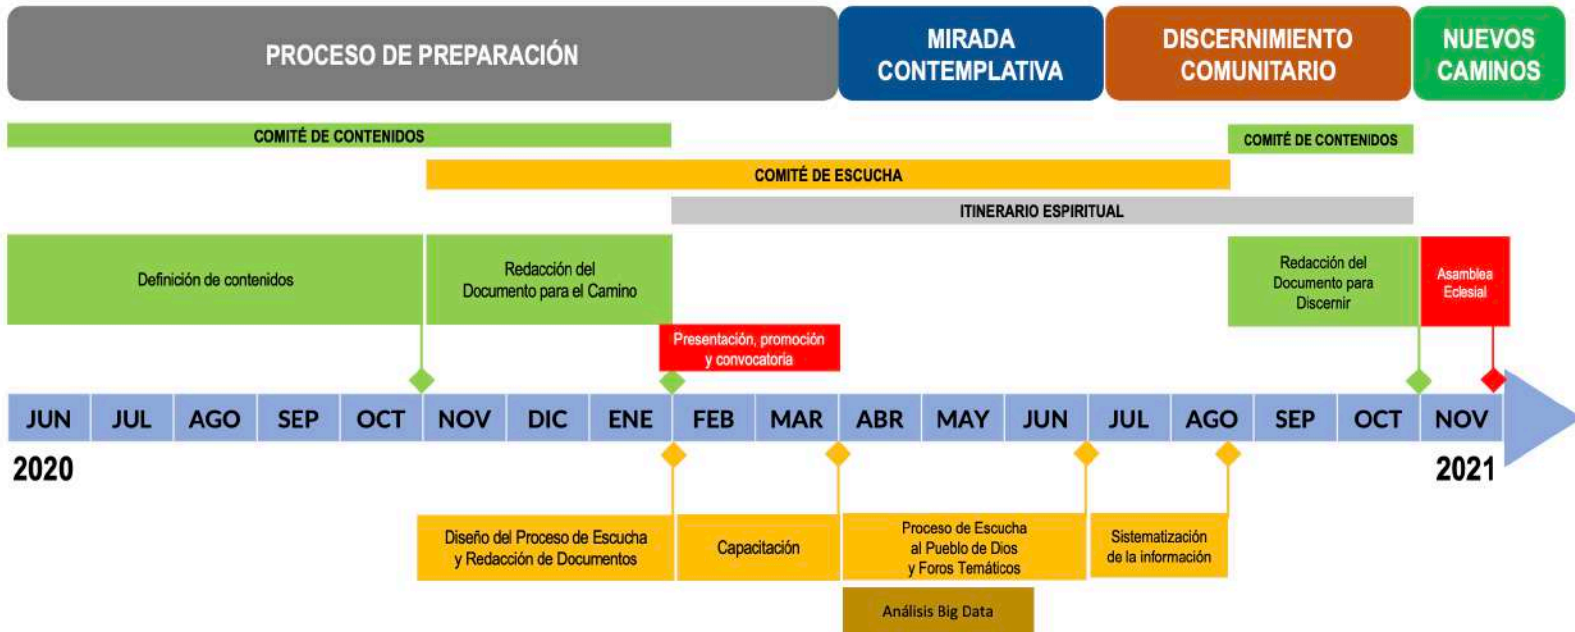 PROCESO DE PREPARACIÓN
MIRADA
CONTEMPLATIVA
DISCERNIMIENTO
COMUNITARIO
NUEVOS
CAMINOS
COMITÉ DE CONTENIDOS
COMITÉ DE CONTENIDOS
COMITÉ DE ESCUCHA
ITINERARIO ESPIRITUAL
Definición de contenidos
Redacción del
Documento para el Camino
Redacción del
Documento para
Discernir
Asamblea
Eclesial
Presentación, promoción
y convocatoria
JUN JUL AGO SEP OCT NOV DIC ENE FEB MAR ABR MAY JUN JUL AGO SEP OCT NOV
2020
2021
Diseño del Proceso de Escucha
y Redacción de Documentos
Capacitación
Proceso de Escucha
al Pueblo de Dios
y Foros Temáticos
Sistematización
de la información
Análisis Big Data